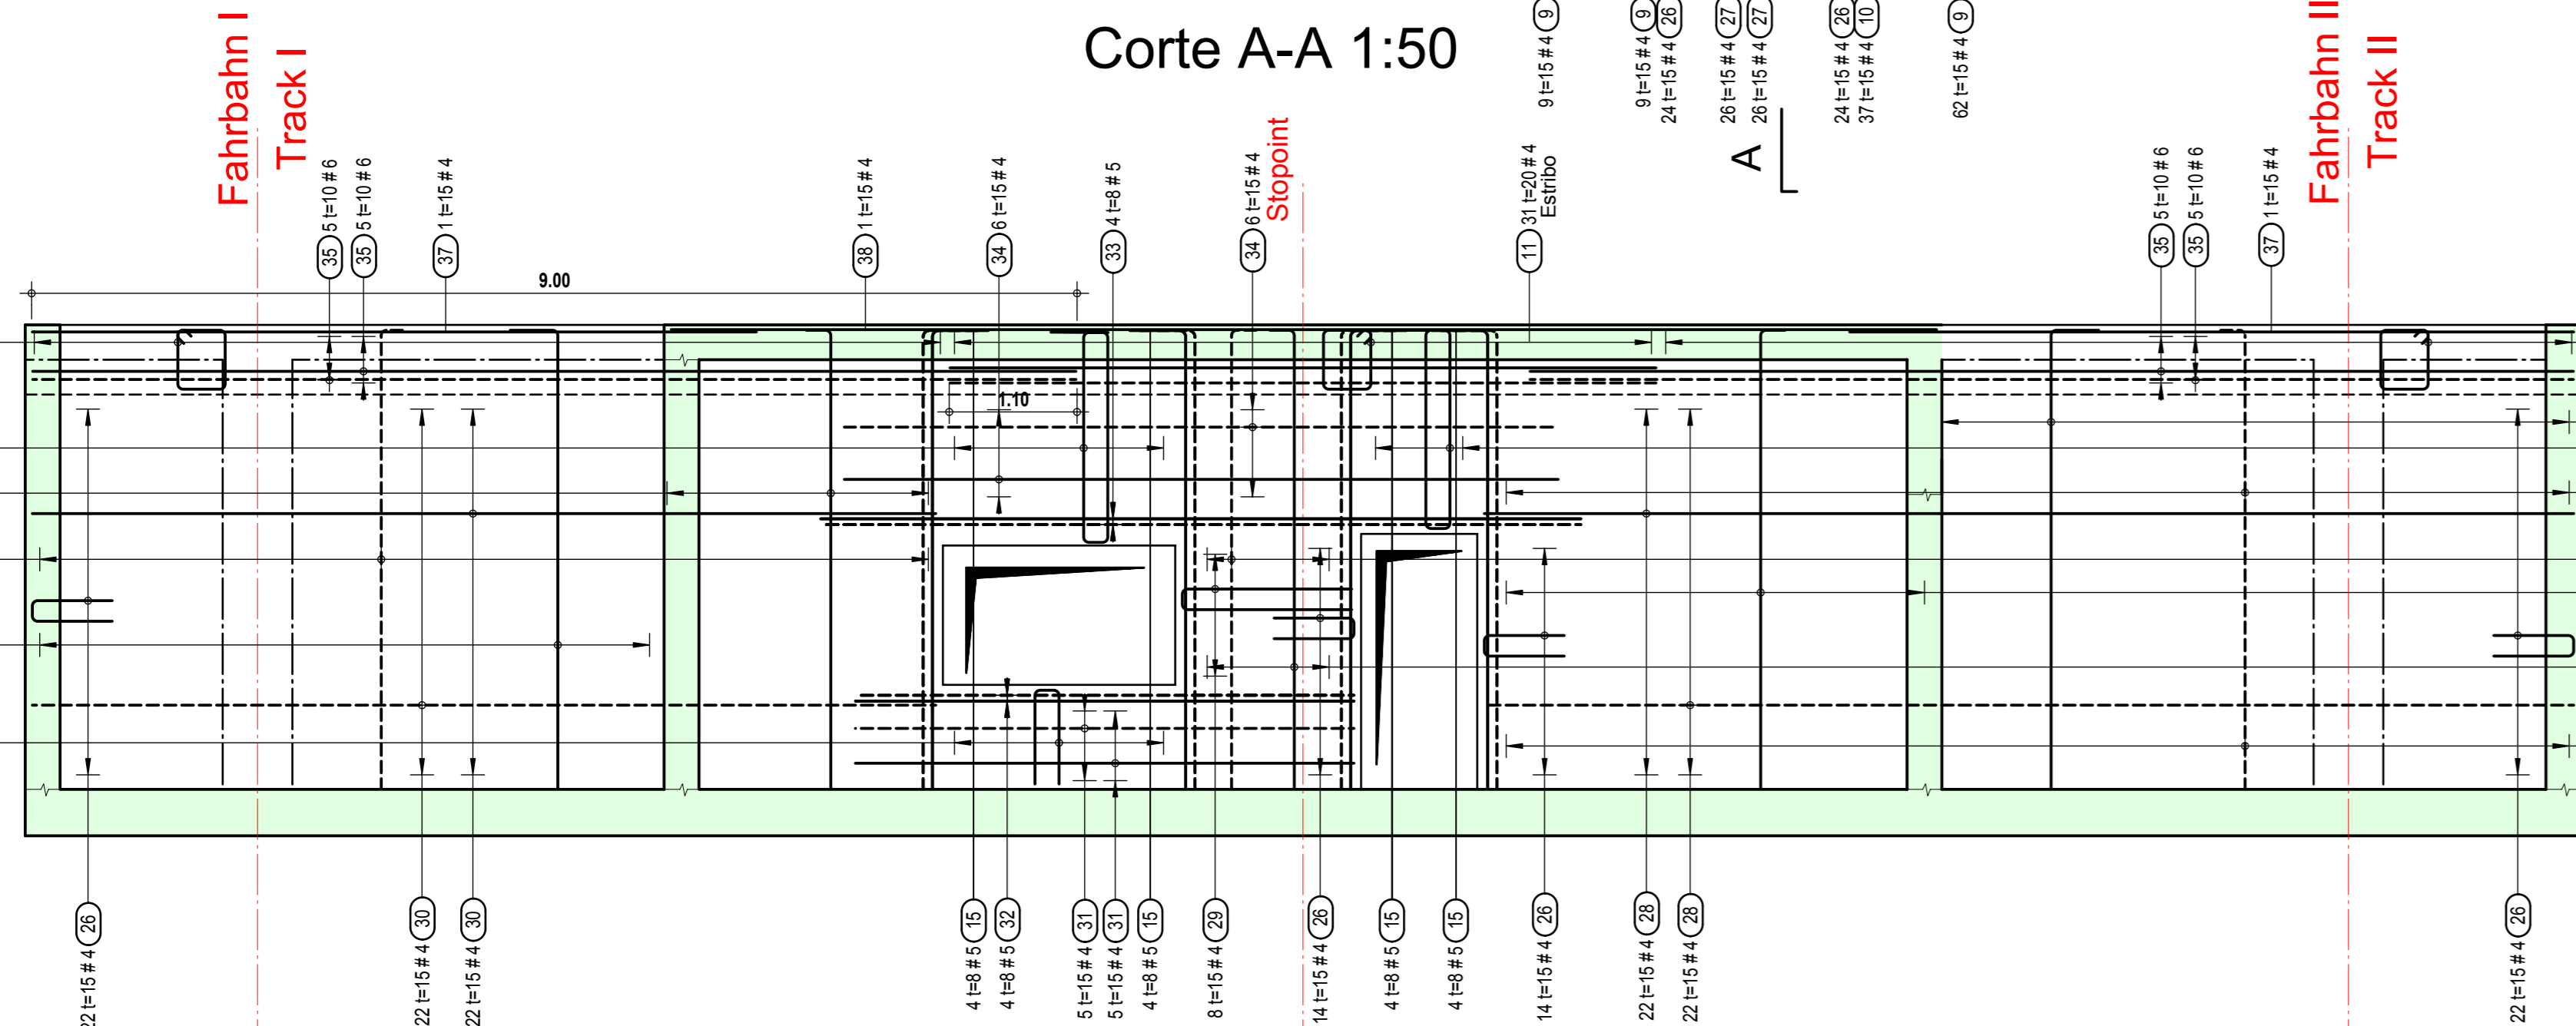 Corte A-A 1:50
Fahrbahn I
Track I
35 5 t=10 # 6
35 5 t=10 # 6
37 1 t=15 # 4
38 1 t=15 # 4
34 6 t=15 # 4
33 4 t=8 # 5
34 6 t=15 # 4
Stoppoint
11 31 t=20 # 4
Estribo
9 t=15 # 4 9
9 t=15 # 4 9
24 t=15 # 4 26
26 t=15 # 4 27
26 t=15 # 4 27
24 t=15 # 4 26
37 t=15 # 4 10
62 t=15 # 4 9
A
35 5 t=10 # 6
35 5 t=10 # 6
37 1 t=15 # 4
Fahrbahn II
Track II
9.00
1.10
22 t=15 # 4 26
22 t=15 # 4 30
22 t=15 # 4 30
4 t=8 # 5 15
4 t=8 # 5 32
5 t=15 # 4 31
5 t=15 # 4 31
4 t=8 # 5 15
8 t=15 # 4 29
14 t=15 # 4 26
4 t=8 # 5 15
4 t=8 # 5 15
14 t=15 # 4 26
22 t=15 # 4 28
22 t=15 # 4 28
22 t=15 # 4 26